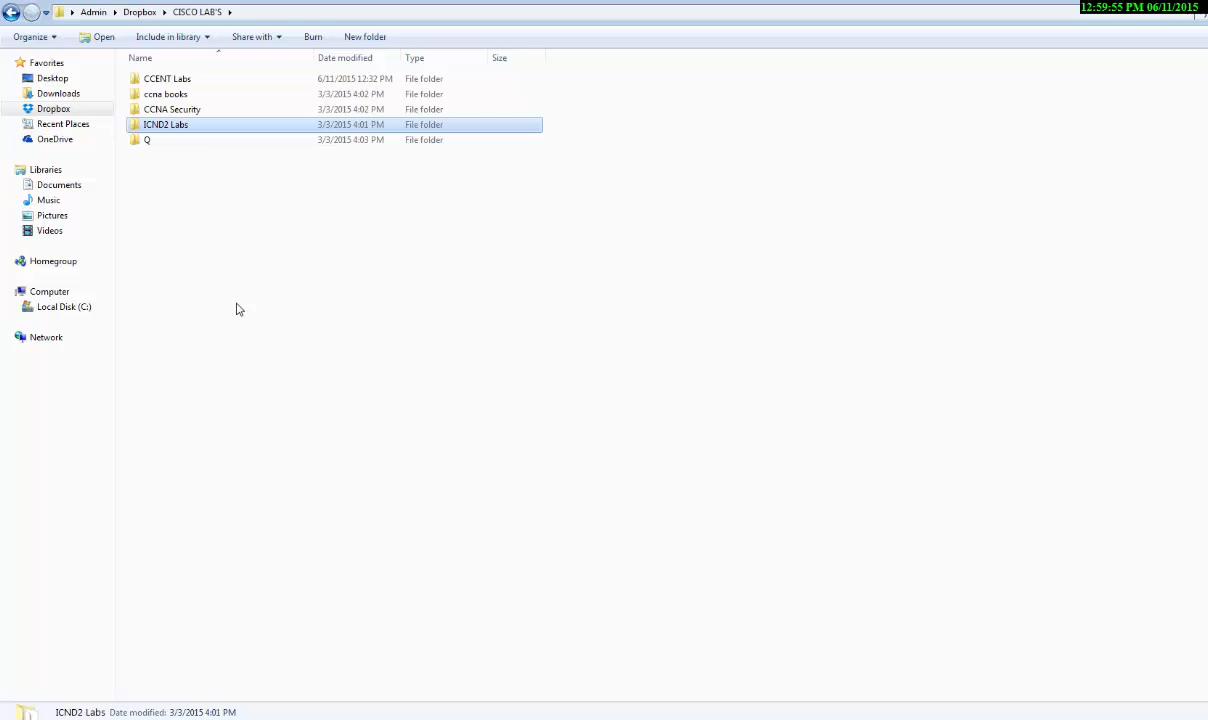 Admin Dropbox CISCO LAB'S
12:59:55 PM 06/11/2015
Organize Open Include in library Share with Burn New folder
Name Date modified Type Size
Favorites
Desktop
Downloads
Dropbox
Recent Places
OneDrive
Libraries
Documents
Music
Pictures
Videos
Homegroup
Computer
Local Disk (C:)
Network
CCENT Labs 6/11/2015 12:32 PM File folder
ccna books 3/3/2015 4:02 PM File folder
CCNA Security 3/3/2015 4:02 PM File folder
ICND2 Labs 3/3/2015 4:01 PM File folder
Q 3/3/2015 4:03 PM File folder
ICND2 Labs Date modified: 3/3/2015 4:01 PM